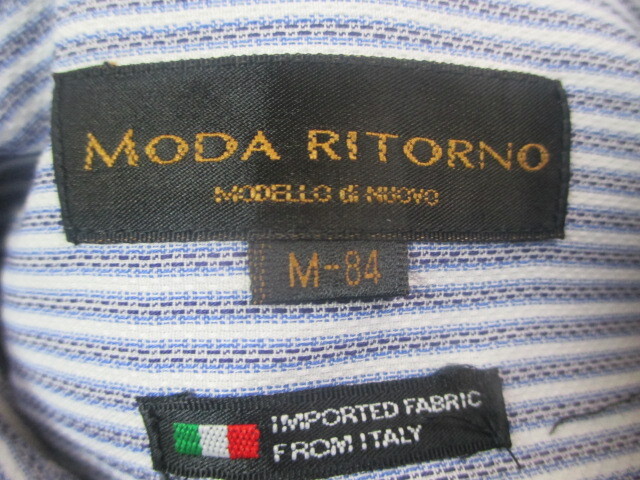 MODA RITORNO
MODELLO di NUOVO
M-84
IMPORTED FABRIC
FROM ITALY